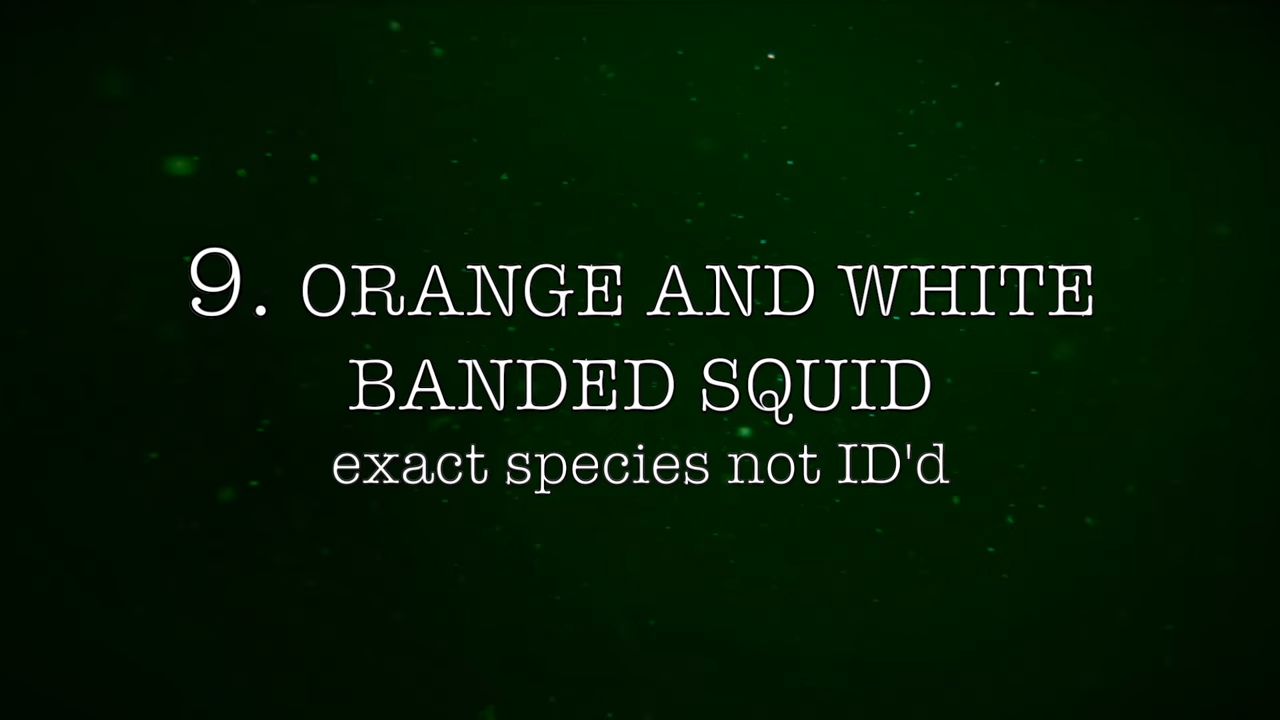 9. ORANGE AND WHITE
BANDED SQUID
exact species not ID'd